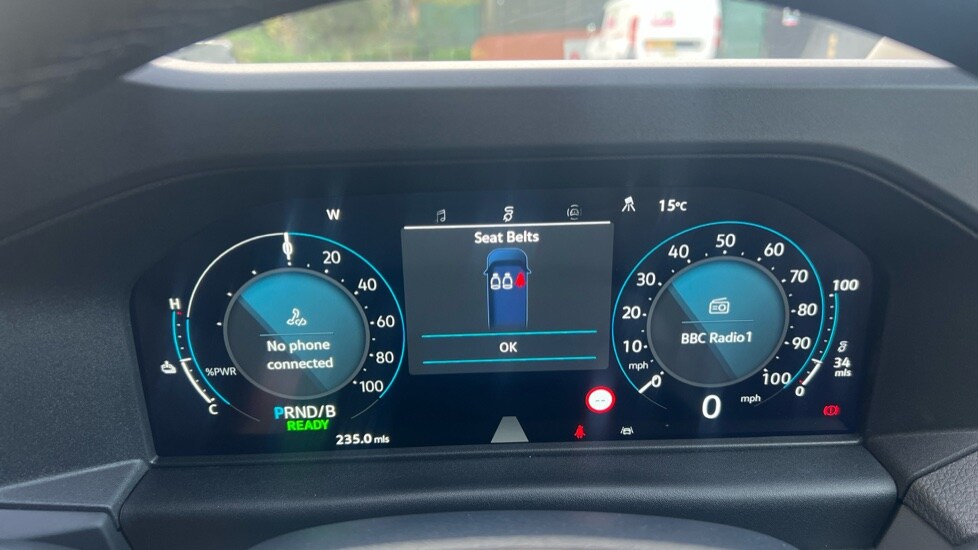 W
15°C
Seat Belts
OK
0
20
40
60
80
100
%PWR
H
C
No phone
connected
PRND/B
READY
235.0 mls
--
0
10
20
30
40
50
60
70
80
90
100
mph
BBC Radio 1
0 mph
100
34
mls
0